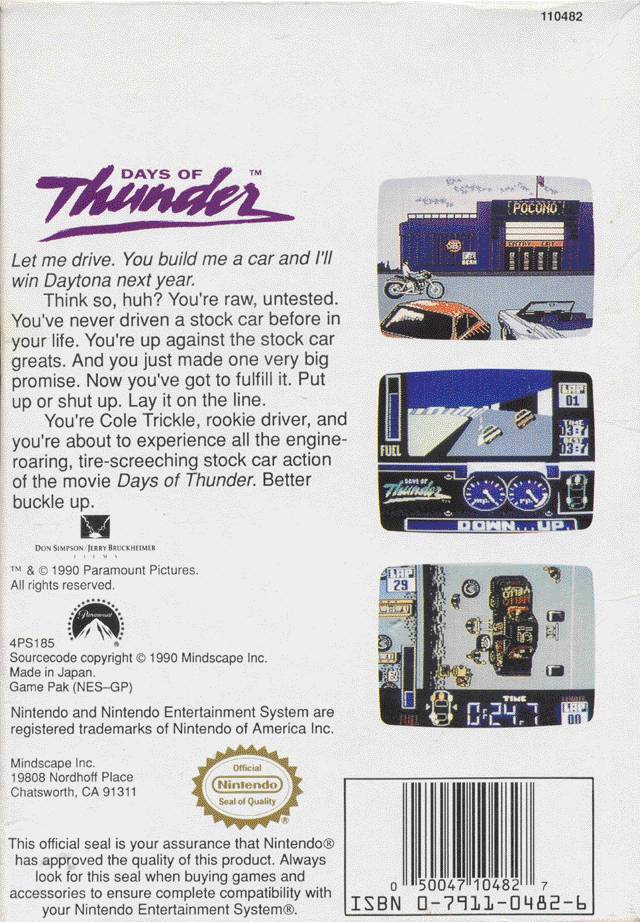 110482
DAYS OF
Thunder™
Let me drive. You build me a car and I'll
win Daytona next year.
Think so, huh? You're raw, untested.
You've never driven a stock car before in
your life. You're up against the stock car
greats. And you just made one very big
promise. Now you've got to fulfill it. Put
up or shut up. Lay it on the line.
You're Cole Trickle, rookie driver, and
you're about to experience all the engine-
roaring, tire-screeching stock car action
of the movie Days of Thunder. Better
buckle up.
DON SIMPSON/JERRY BRUCKHEIMER
FILMS
™ & © 1990 Paramount Pictures.
All rights reserved.
Paramount
®
4PS185
Sourcecode copyright © 1990 Mindscape Inc.
Made in Japan.
Game Pak (NES–GP)
Nintendo and Nintendo Entertainment System are
registered trademarks of Nintendo of America Inc.
Mindscape Inc.
19808 Nordhoff Place
Chatsworth, CA 91311
Official
Nintendo
Seal of Quality
®
This official seal is your assurance that Nintendo®
has approved the quality of this product. Always
look for this seal when buying games and
accessories to ensure complete compatibility with
your Nintendo Entertainment System®.
POCONO
LAP
01
TIME
BEST
FUEL
DAYS OF
Thunder
DOWN...UP.
LAP
29
TIME
0:24.7
LAP
00
0 50047 10482 7
ISBN 0-7911-0482-6